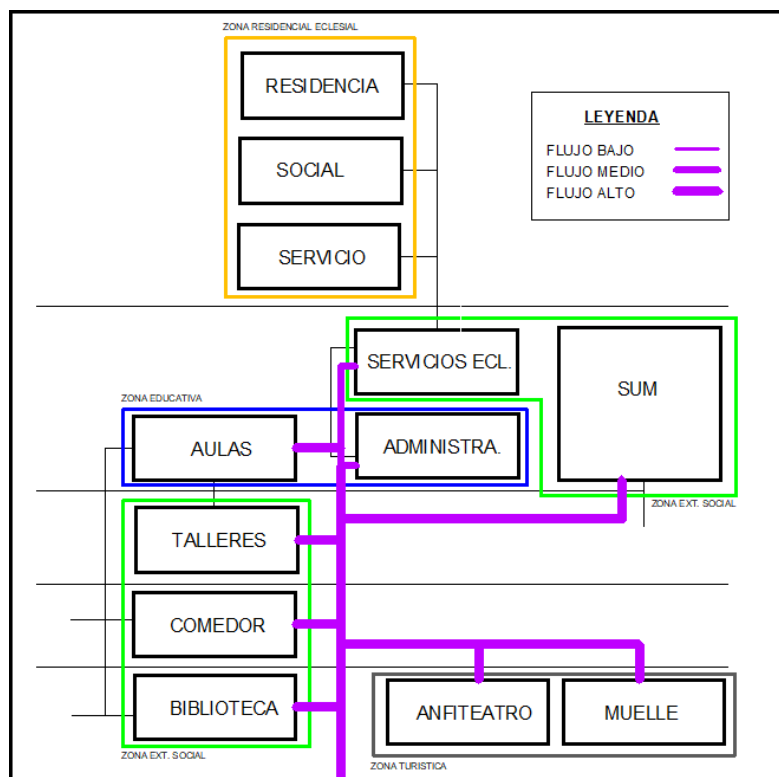 ZONA RESIDENCIAL ECLESIAL
RESIDENCIA
SOCIAL
SERVICIO
LEYENDA
FLUJO BAJO
FLUJO MEDIO
FLUJO ALTO
SERVICIOS ECL.
SUM
ZONA EDUCATIVA
AULAS
ADMINISTRA.
ZONA EXT. SOCIAL
TALLERES
COMEDOR
BIBLIOTECA
ZONA EXT. SOCIAL
ANFITEATRO
MUELLE
ZONA TURISTICA